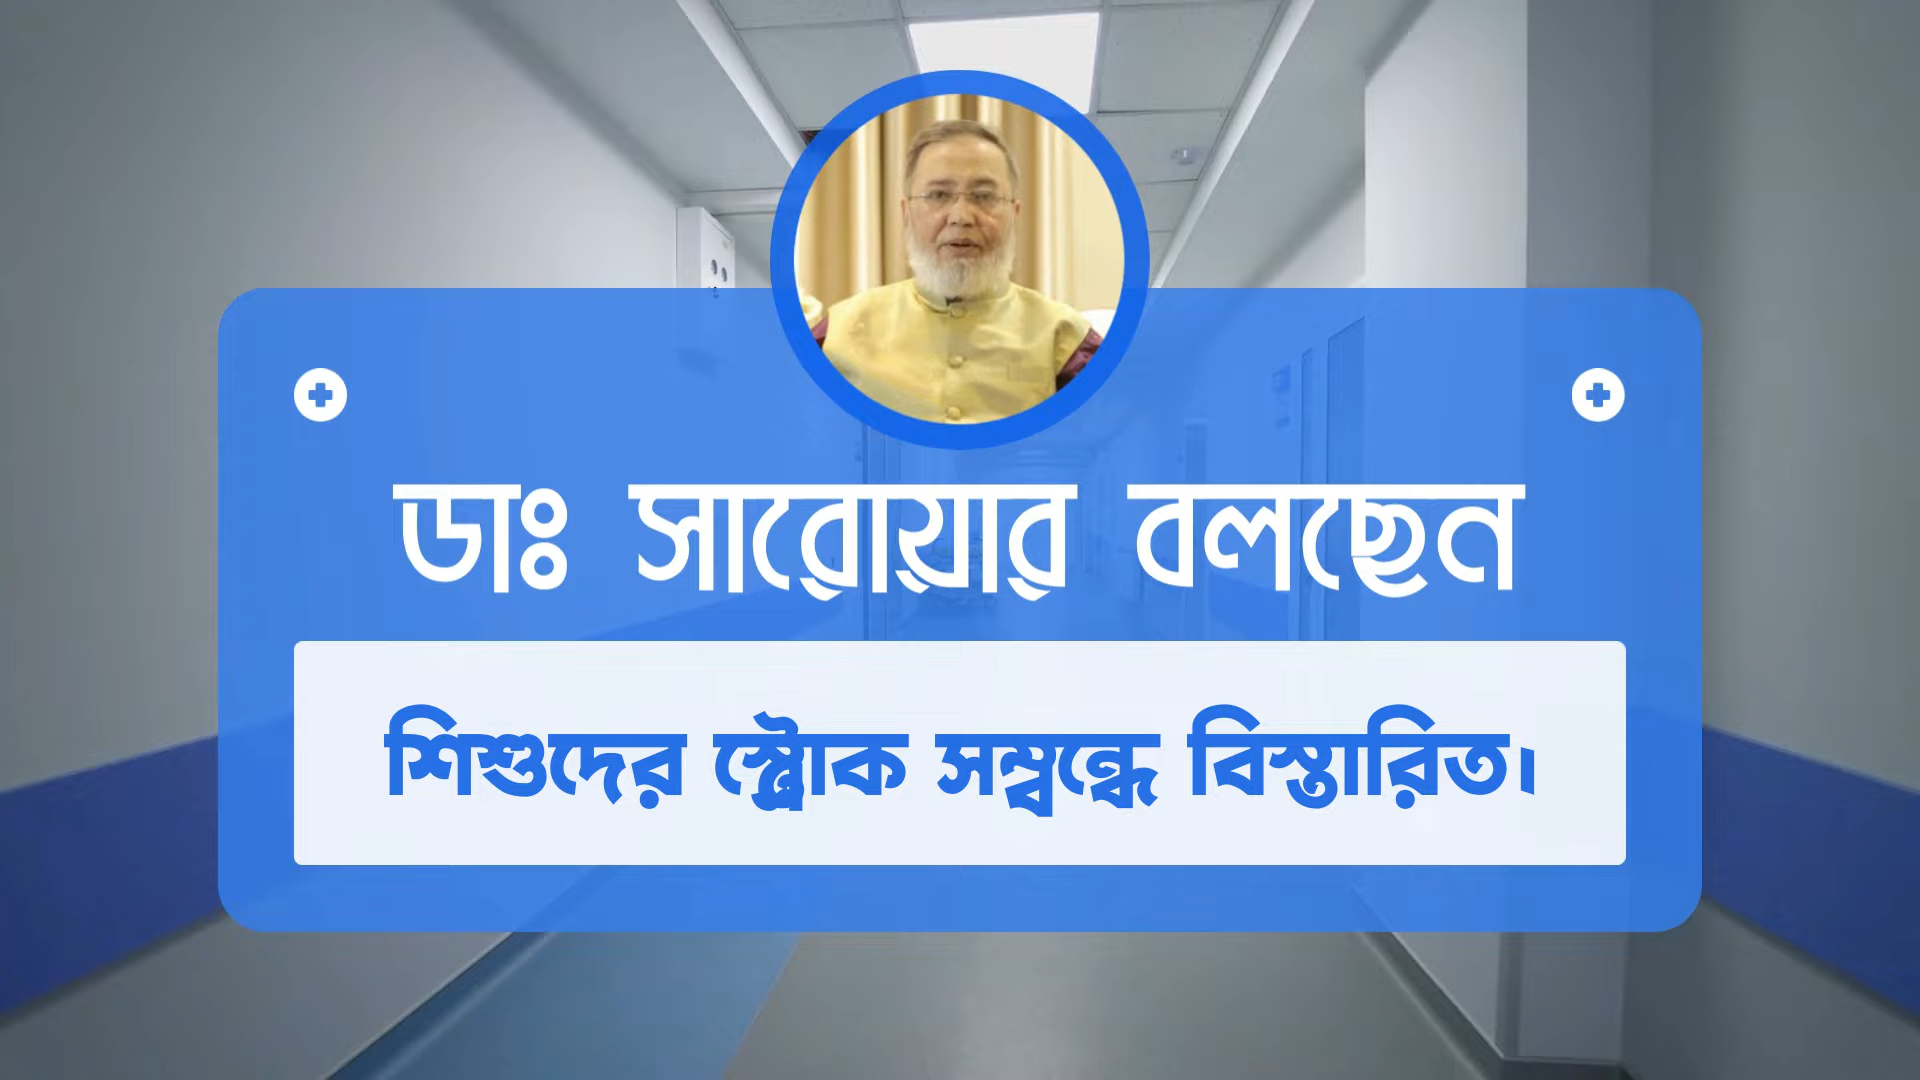 ডাঃ সারোয়ার বলছেন
শিশুদের স্ট্রোক সম্বন্ধে বিস্তারিত।